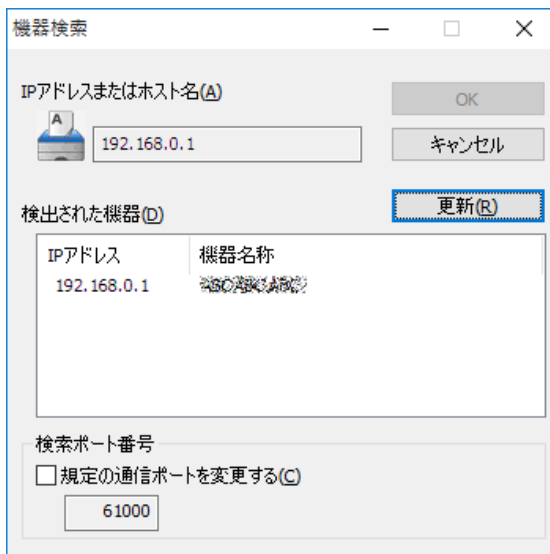 機器検索
IPアドレスまたはホスト名(A)
A
192.168.0.1
OK
キャンセル
更新(R)
検出された機器(D)
IPアドレス 機器名称
192.168.0.1
検索ポート番号
規定の通信ポートを変更する(C)
61000